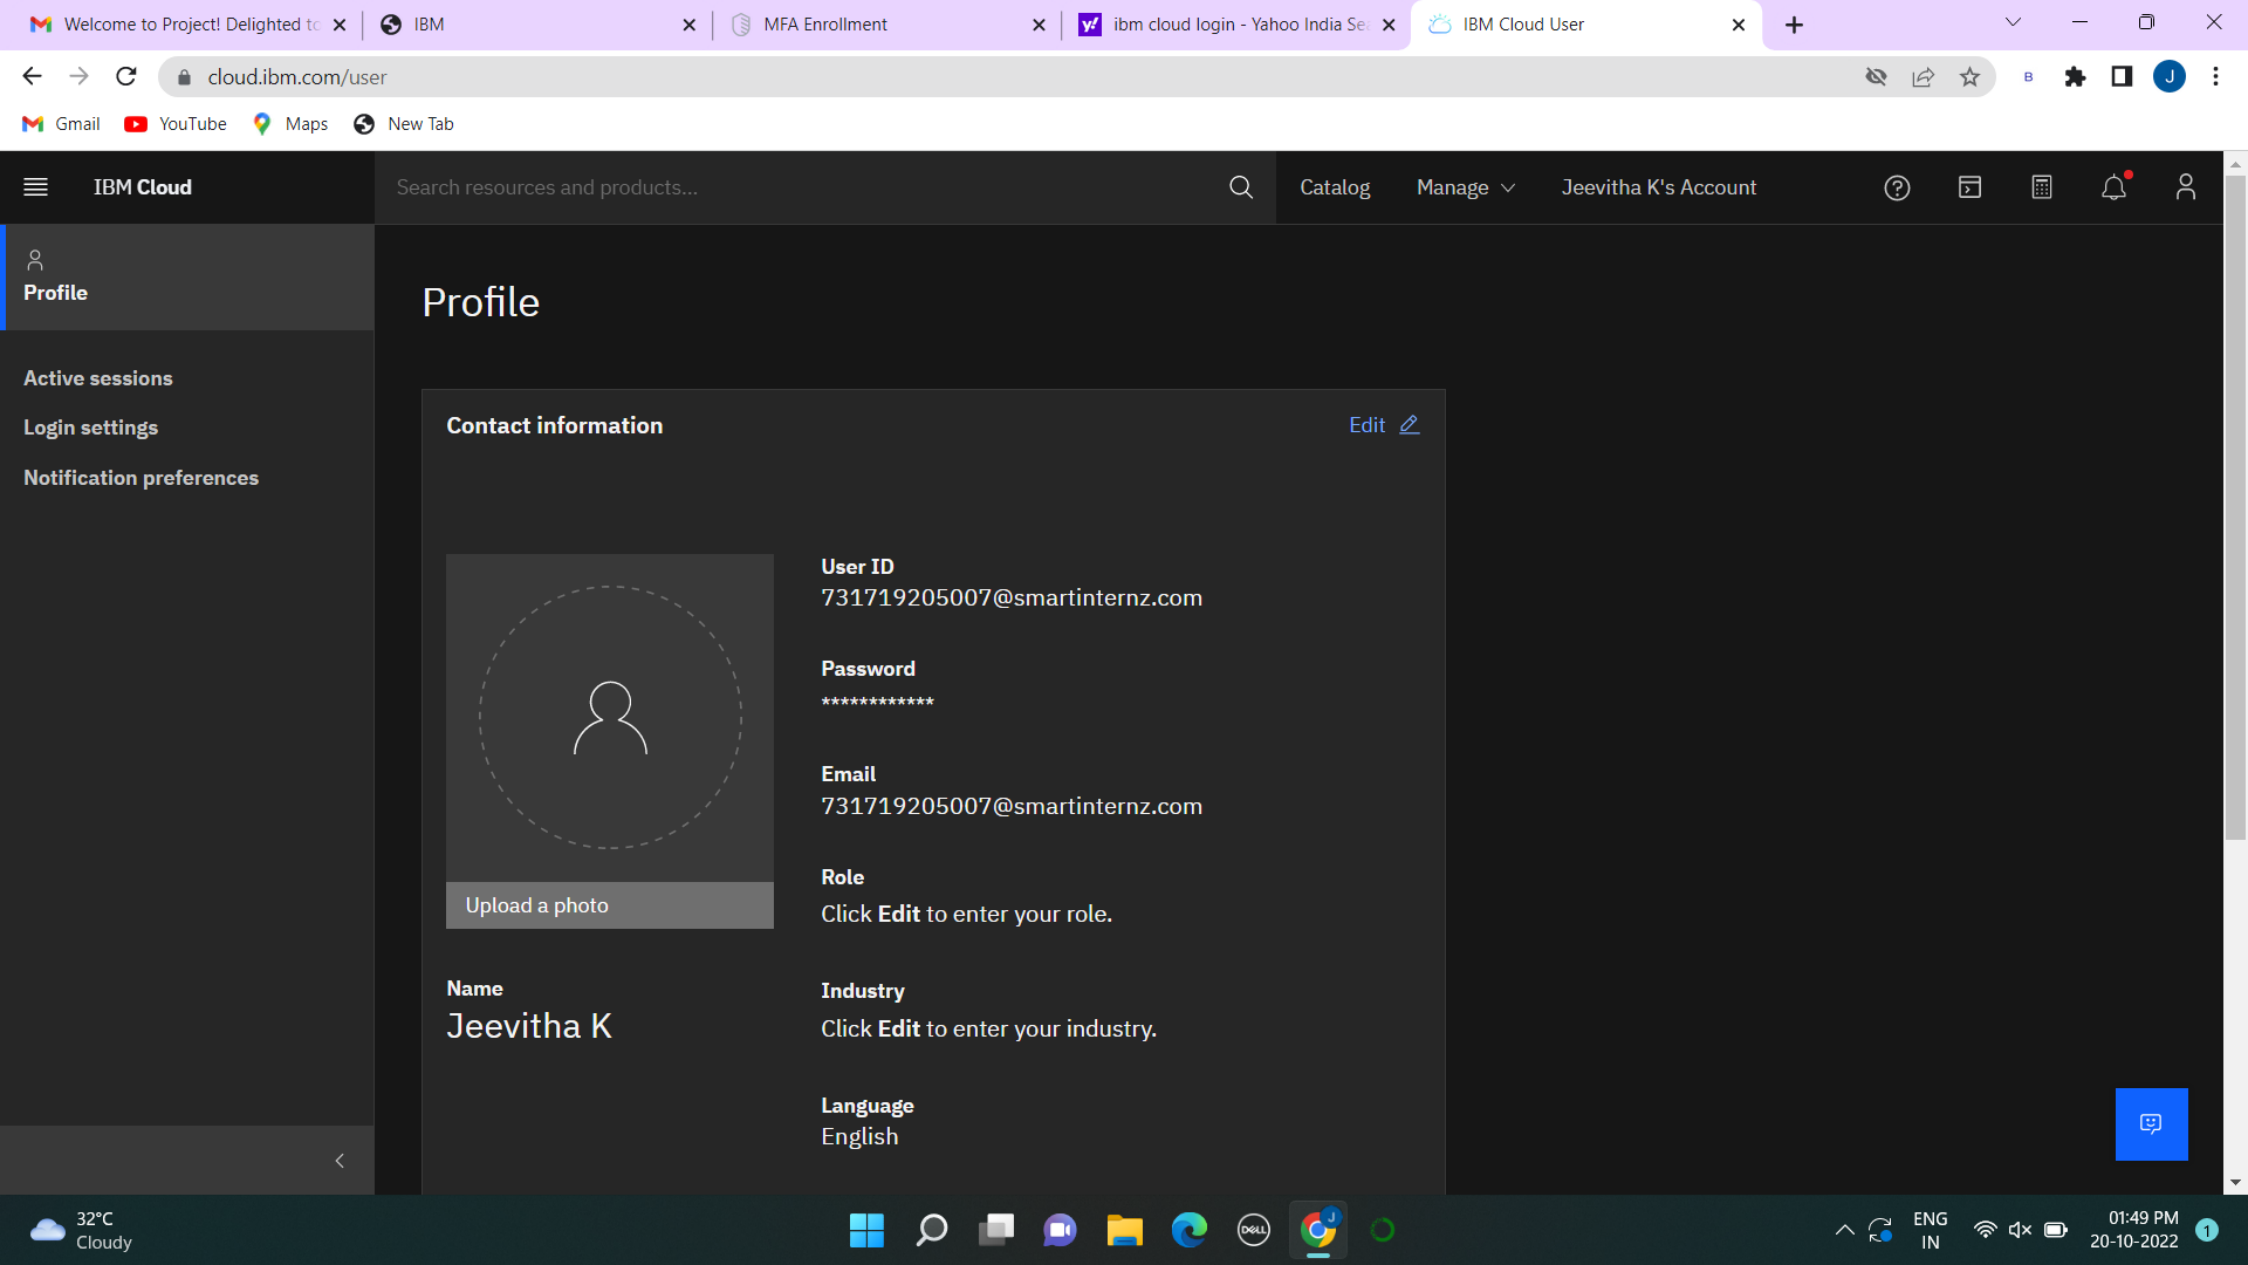 Welcome to Project! Delighted to
IBM
MFA Enrollment
ibm cloud login - Yahoo India Se
IBM Cloud User
cloud.ibm.com/user
B
J
Gmail
YouTube
Maps
New Tab
IBM Cloud
Search resources and products...
Catalog
Manage
Jeevitha K's Account
Profile
Active sessions
Login settings
Notification preferences
Profile
Contact information
Edit
User ID
731719205007@smartinternz.com
Password
************
Email
731719205007@smartinternz.com
Role
Click Edit to enter your role.
Upload a photo
Name
Jeevitha K
Industry
Click Edit to enter your industry.
Language
English
32°C
Cloudy
DELL
J
ENG
IN
01:49 PM
20-10-2022
1